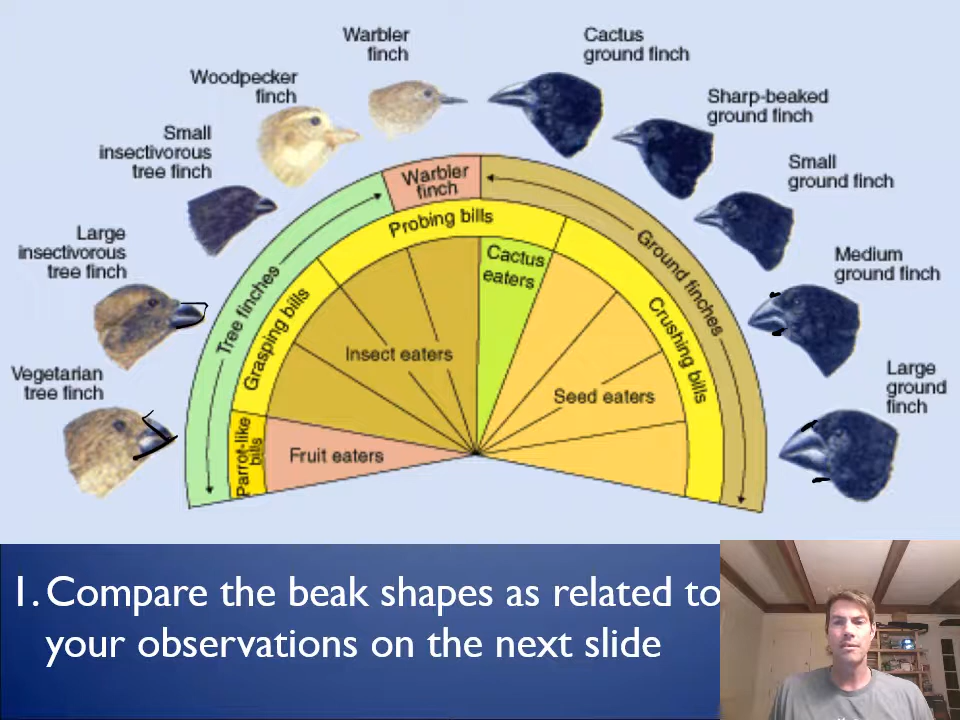 Warbler
finch
Cactus
ground finch
Woodpecker
finch
Sharp-beaked
ground finch
Small
insectivorous
tree finch
Small
ground finch
Large
insectivorous
tree finch
Medium
ground finch
Vegetarian
tree finch
Large
ground
finch
Warbler
finch
Tree finches
Ground finches
Probing bills
Grasping bills
Crushing bills
Parrot-like
bills
Cactus
eaters
Insect eaters
Seed eaters
Fruit eaters
1. Compare the beak shapes as related to
your observations on the next slide